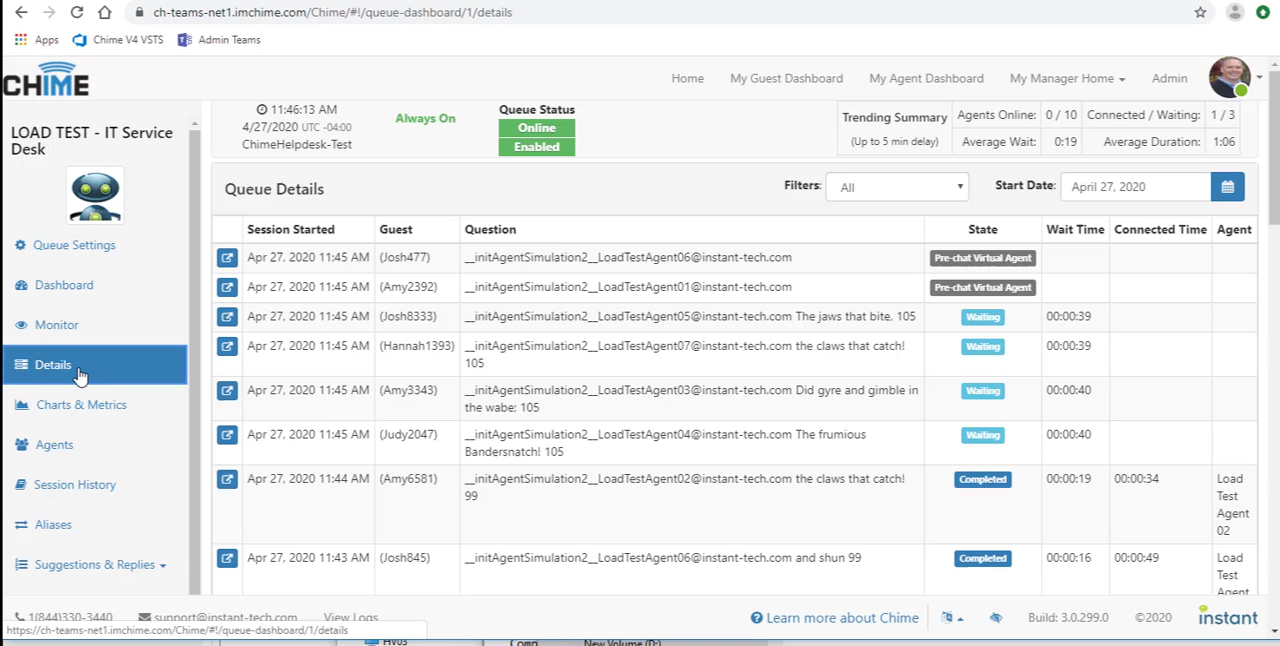 ch-teams-net1.imchime.com/Chime/#!/queue-dashboard/1/details
Apps Chime V4 VSTS Admin Teams
CHIME
Home My Guest Dashboard My Agent Dashboard My Manager Home Admin
LOAD TEST - IT Service
Desk
Queue Settings
Dashboard
Monitor
Details
Charts & Metrics
Agents
Session History
Aliases
Suggestions & Replies
11:46:13 AM
4/27/2020 UTC -04:00
ChimeHelpdesk-Test
Always On
Queue Status
Online
Enabled
Trending Summary
(Up to 5 min delay)
Agents Online: 0 / 10 Connected / Waiting: 1 / 3
Average Wait: 0:19 Average Duration: 1:06
Queue Details Filters: All Start Date: April 27, 2020
Session Started Guest Question State Wait Time Connected Time Agent
Apr 27, 2020 11:45 AM (Josh477) __initAgentSimulation2__LoadTestAgent06@instant-tech.com Pre-chat Virtual Agent
Apr 27, 2020 11:45 AM (Amy2392) __initAgentSimulation2__LoadTestAgent01@instant-tech.com Pre-chat Virtual Agent
Apr 27, 2020 11:45 AM (Josh8333) __initAgentSimulation2__LoadTestAgent05@instant-tech.com The jaws that bite, 105 Waiting 00:00:39
Apr 27, 2020 11:45 AM (Hannah1393) __initAgentSimulation2__LoadTestAgent07@instant-tech.com the claws that catch! Waiting 00:00:39
105
Apr 27, 2020 11:45 AM (Amy3343) __initAgentSimulation2__LoadTestAgent03@instant-tech.com Did gyre and gimble in Waiting 00:00:40
the wabe; 105
Apr 27, 2020 11:45 AM (Judy2047) __initAgentSimulation2__LoadTestAgent04@instant-tech.com The frumious Waiting 00:00:40
Bandersnatch! 105
Apr 27, 2020 11:44 AM (Amy6581) __initAgentSimulation2__LoadTestAgent02@instant-tech.com the claws that catch! Completed 00:00:19 00:00:34 Load
99 Test
Agent
02
Apr 27, 2020 11:43 AM (Josh845) __initAgentSimulation2__LoadTestAgent06@instant-tech.com and shun 99 Completed 00:00:16 00:00:49 Load
Test
Agent
1(844)330-3440 support@instant-tech.com View Logs Learn more about Chime Build: 3.0.299.0 ©2020 instant
https://ch-teams-net1.imchime.com/Chime/#!/queue-dashboard/1/details
HV03 New Volume (D:)